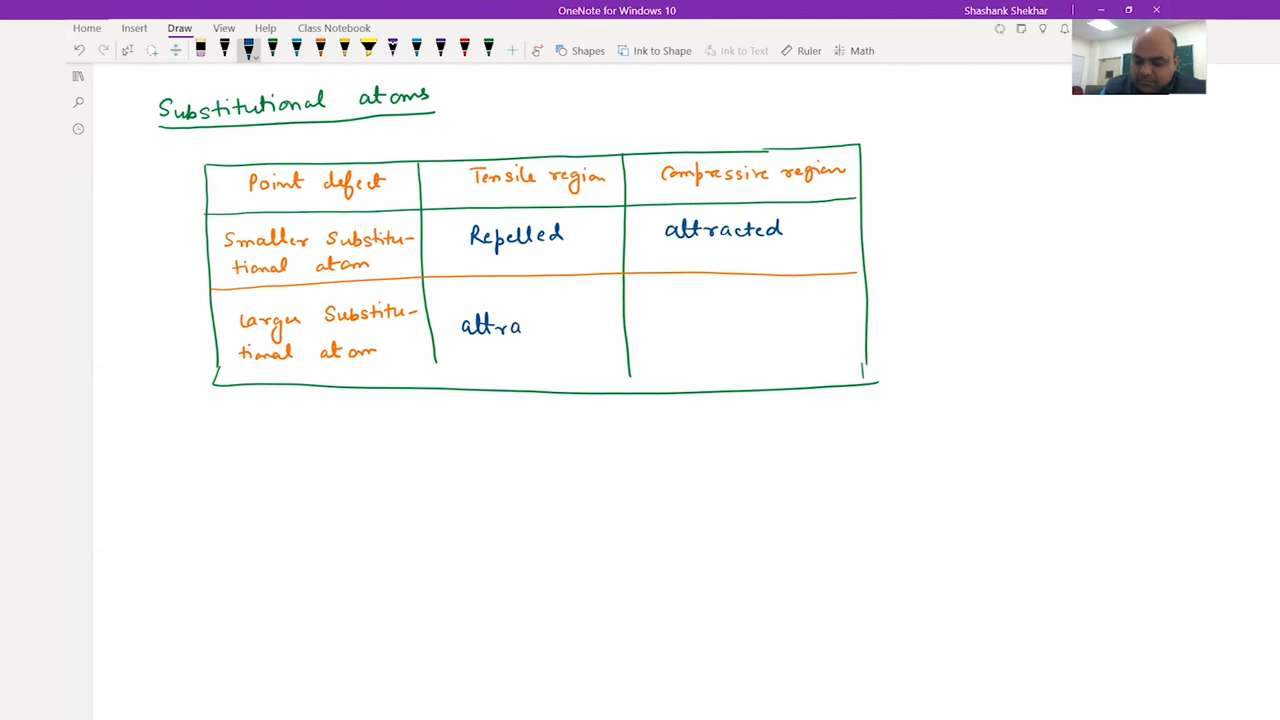 OneNote for Windows 10
Shashank Shekhar
Home Insert Draw View Help Class Notebook
Shapes Ink to Shape Ink to Text Ruler Math
Substitutional atoms
Point defect Tensile region Compressive region
Smaller Substitu-
tional atom
Repelled attracted
Larger Substitu-
tional atom
attra